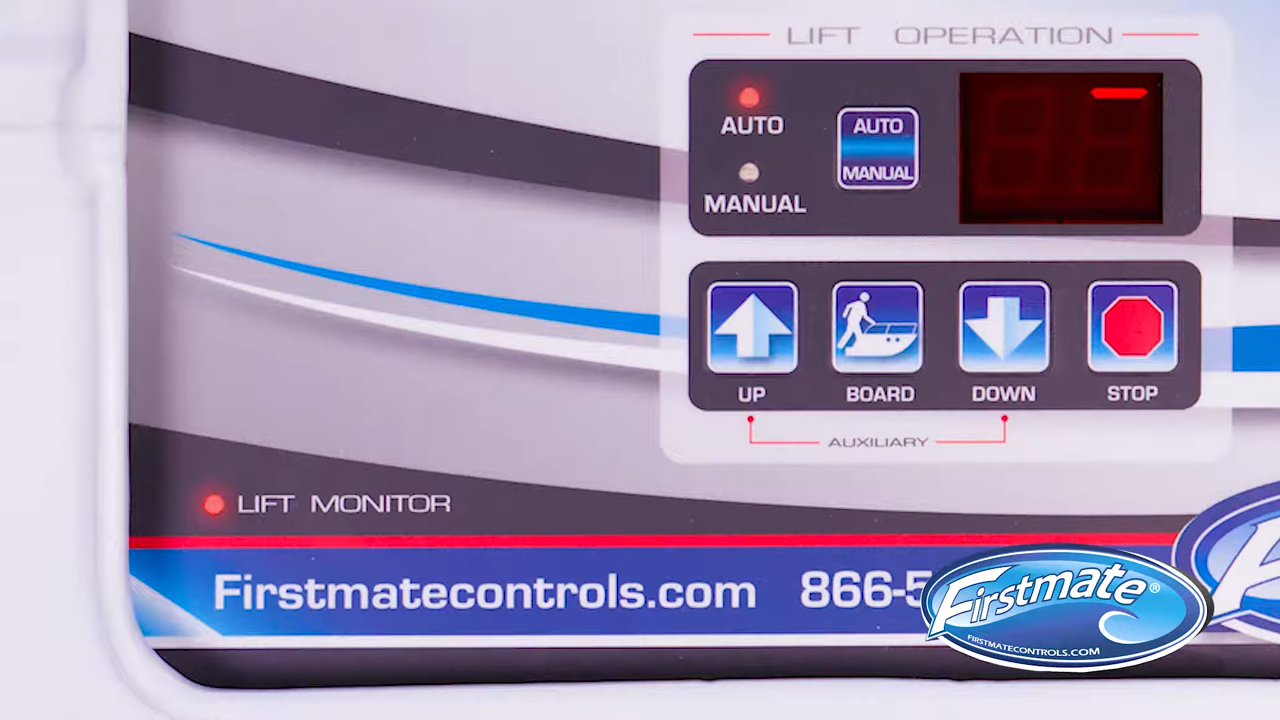 LIFT OPERATION
AUTO
MANUAL
AUTO
MANUAL
UP
BOARD
DOWN
STOP
AUXILIARY
LIFT MONITOR
Firstmatecontrols.com 866-5
Firstmate®
FIRSTMATECONTROLS.COM